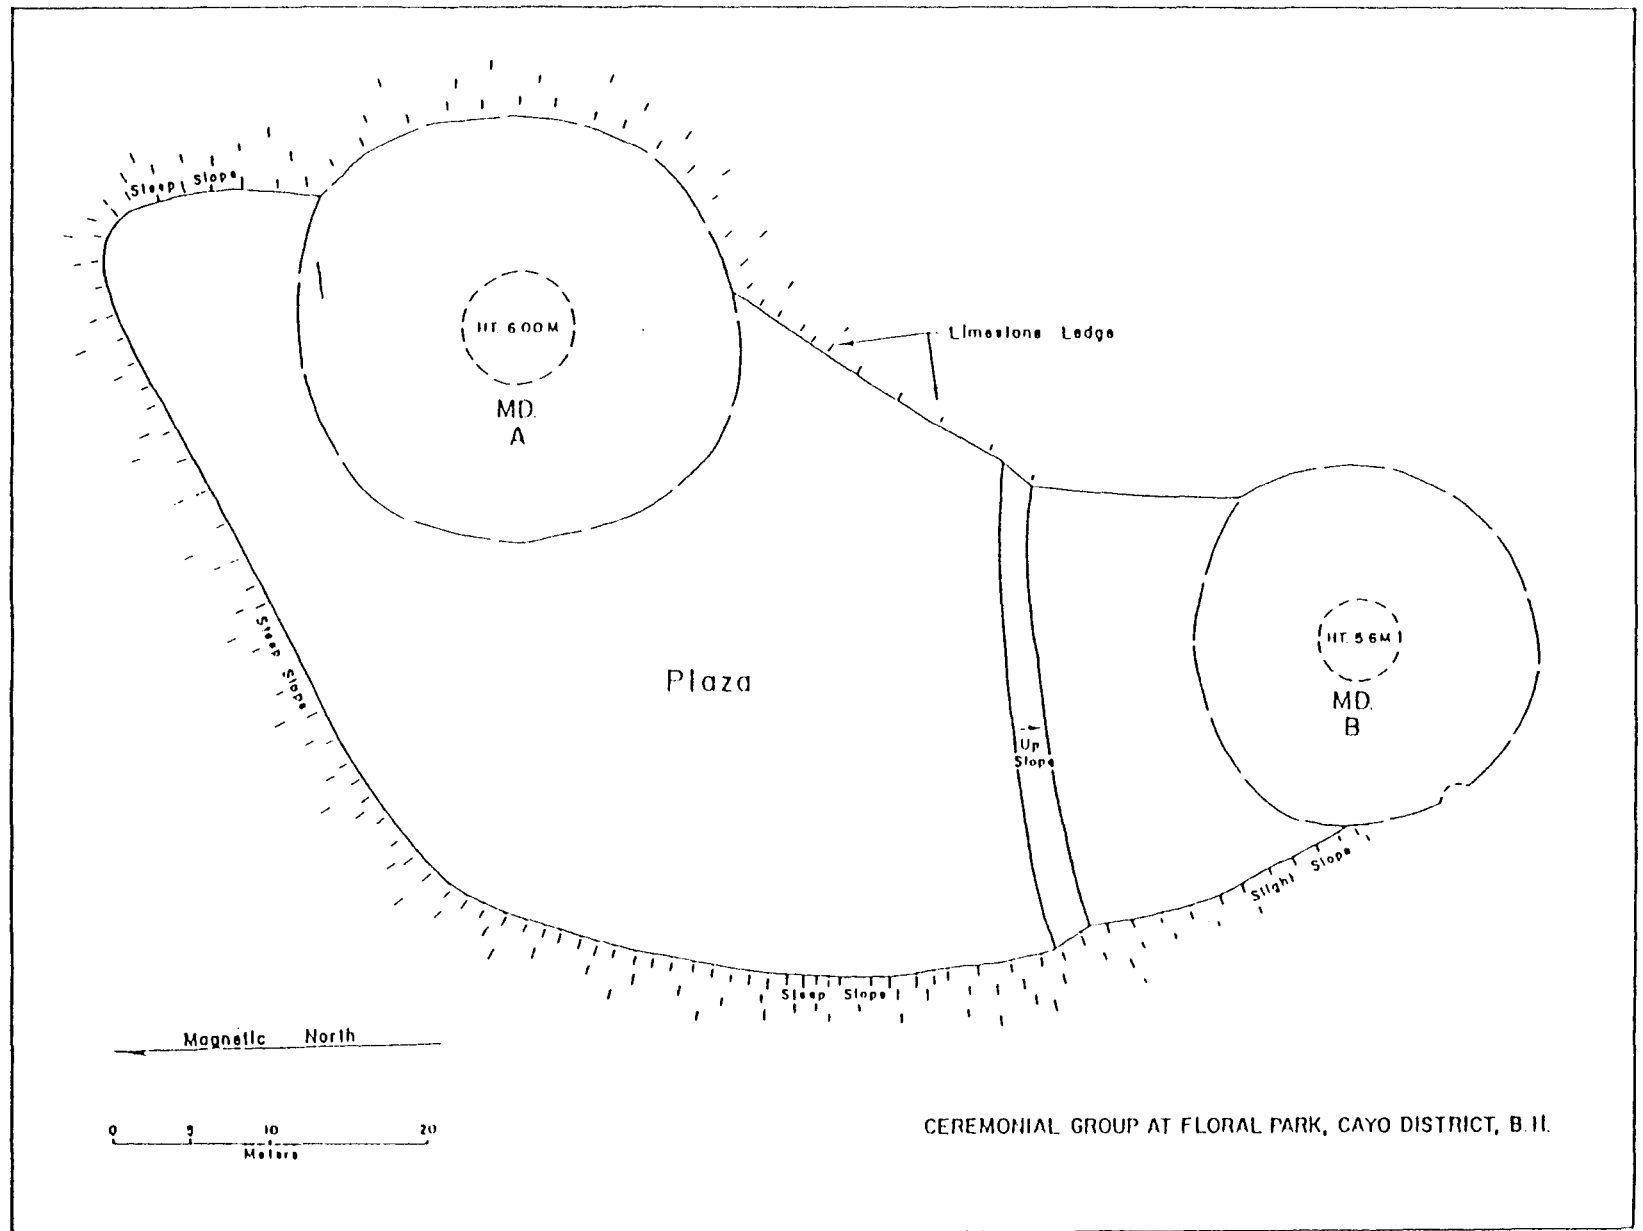 Steep Slope
HT. 6.00 M
MD.
A
Limestone Ledge
HT. 5.6 M
MD.
B
Steep Slope
Plaza
Up
Slope
Slight Slope
Steep Slope
Magnetic North
0 5 10 20
Meters
CEREMONIAL GROUP AT FLORAL PARK, CAYO DISTRICT, B.H.